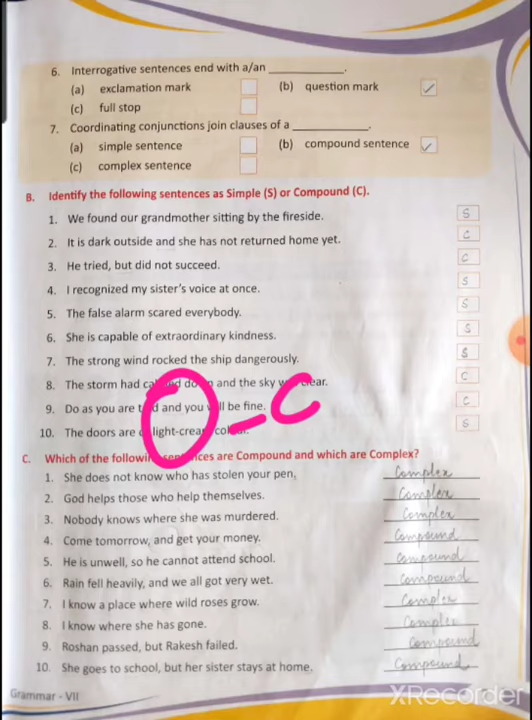 6. Interrogative sentences end with a/an ____________.
(a) exclamation mark (b) question mark ✓
(c) full stop
7. Coordinating conjunctions join clauses of a ____________.
(a) simple sentence (b) compound sentence ✓
(c) complex sentence
B. Identify the following sentences as Simple (S) or Compound (C).
1. We found our grandmother sitting by the fireside. S
2. It is dark outside and she has not returned home yet. C
3. He tried, but did not succeed. C
4. I recognized my sister's voice at once. S
5. The false alarm scared everybody. S
6. She is capable of extraordinary kindness. S
7. The strong wind rocked the ship dangerously. S
8. The storm had down and the sky clear. C
9. Do as you are and you will be fine. – C C
10. The doors are light-cream S
C. Which of the following sentences are Compound and which are Complex?
1. She does not know who has stolen your pen, Complex
2. God helps those who help themselves. Complex
3. Nobody knows where she was murdered. Complex
4. Come tomorrow, and get your money. Compound
5. He is unwell, so he cannot attend school. Compound
6. Rain fell heavily, and we all got very wet. Compound
7. I know a place where wild roses grow. Complex
8. I know where she has gone. Complex
9. Roshan passed, but Rakesh failed. Compound
10. She goes to school, but her sister stays at home. Compound
Grammar - VII
XRecorder